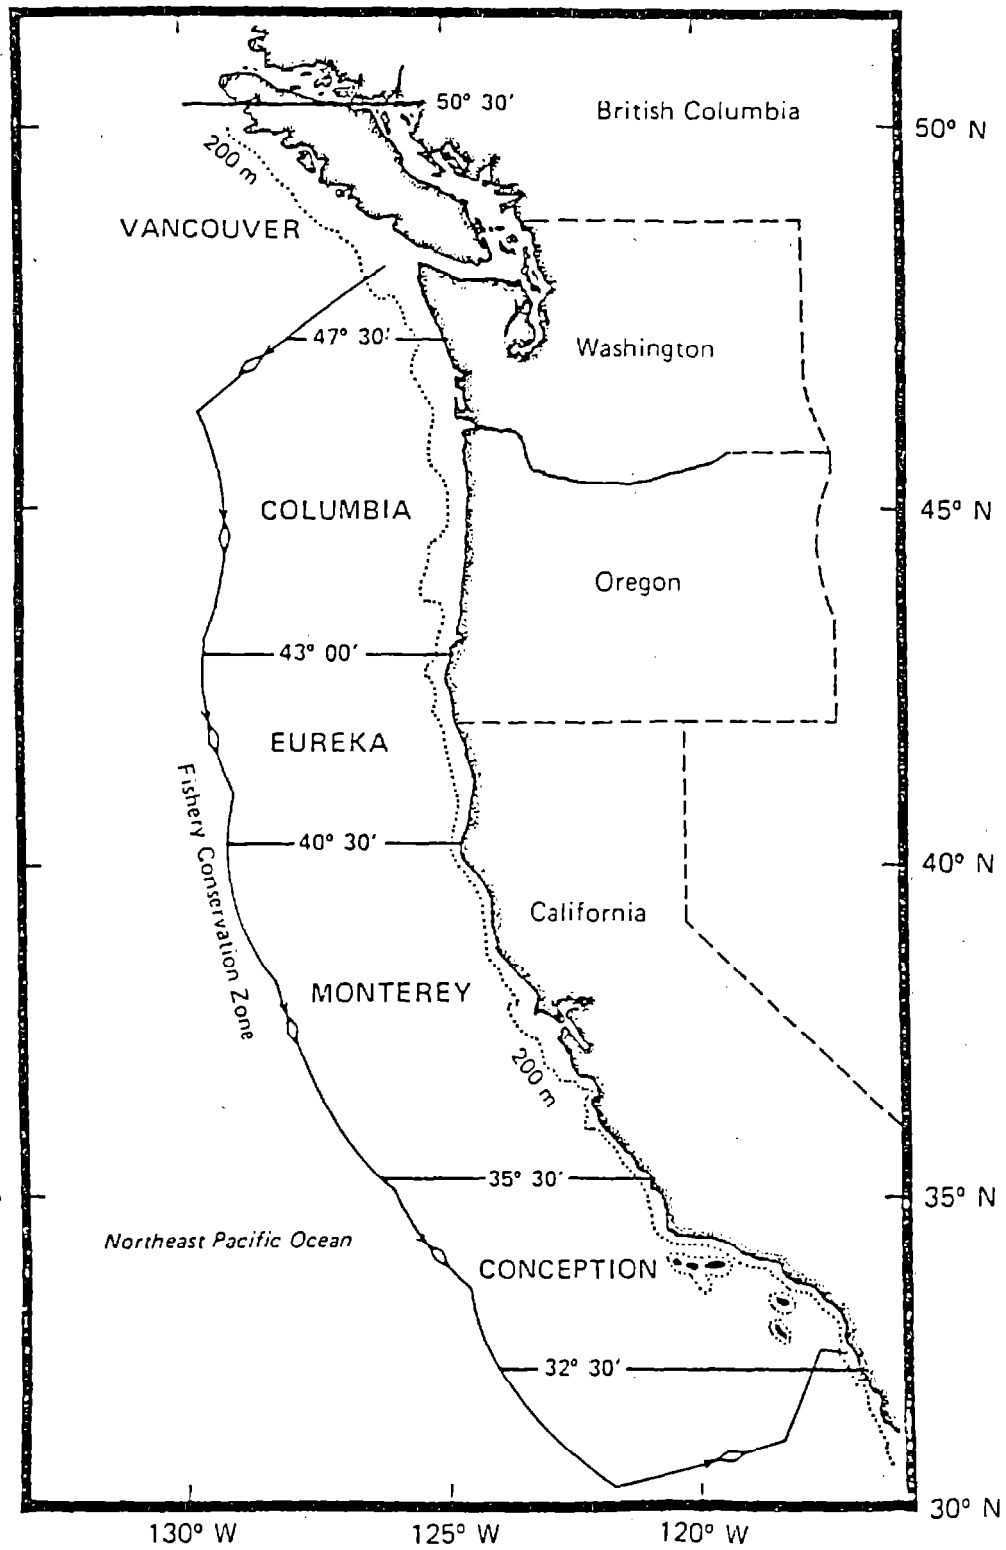 50° 30'
British Columbia
50° N
200 m
VANCOUVER
47° 30'
Washington
COLUMBIA
45° N
Oregon
43° 00'
EUREKA
Fishery Conservation Zone
40° 30'
40° N
California
MONTEREY
200 m
35° 30'
35° N
Northeast Pacific Ocean
CONCEPTION
32° 30'
30° N
130° W
125° W
120° W